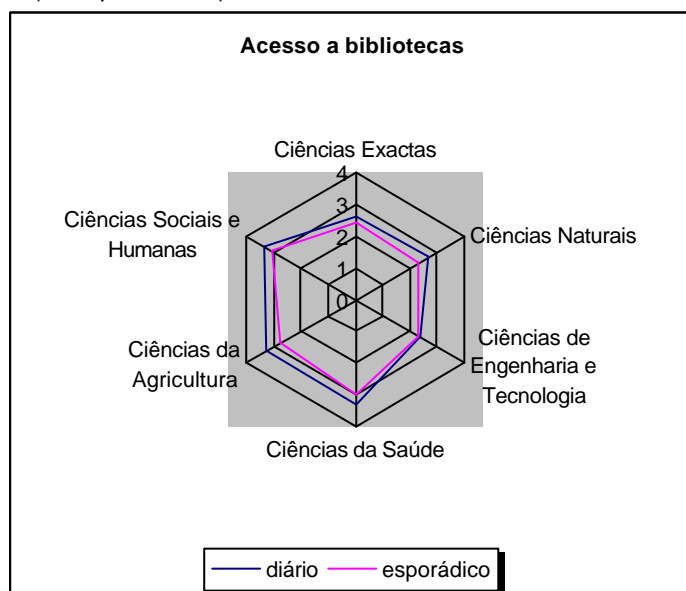 Acesso a bibliotecas
Ciências Exactas
4
3
2
1
0
Ciências Sociais e
Humanas
Ciências Naturais
Ciências da
Agricultura
Ciências de
Engenharia e
Tecnologia
Ciências da Saúde
diário
esporádico